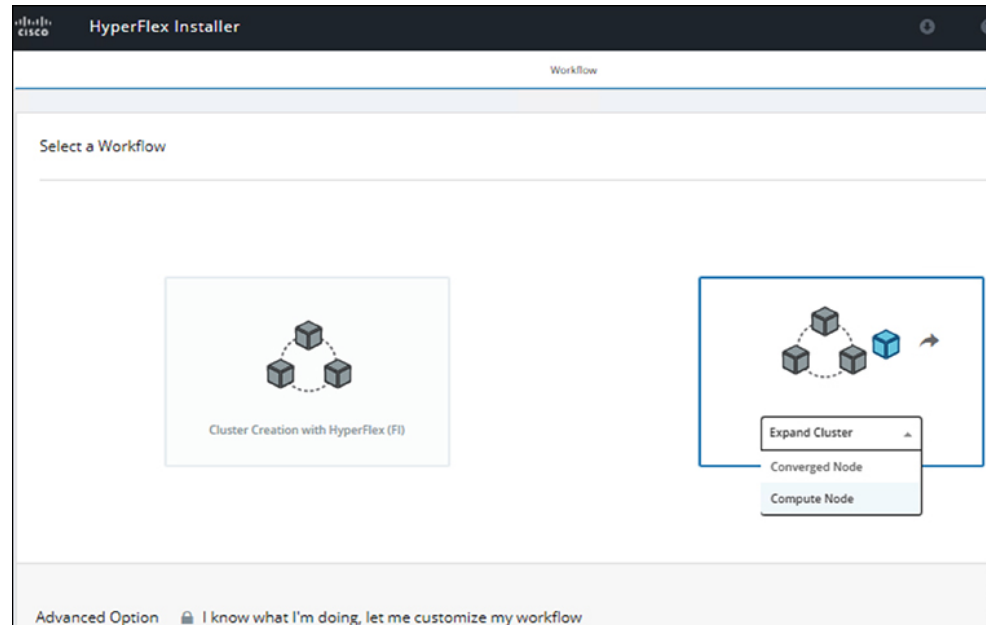 cisco HyperFlex Installer
Workflow
Select a Workflow
Cluster Creation with HyperFlex (FI)
Expand Cluster
Converged Node
Compute Node
Advanced Option I know what I'm doing, let me customize my workflow